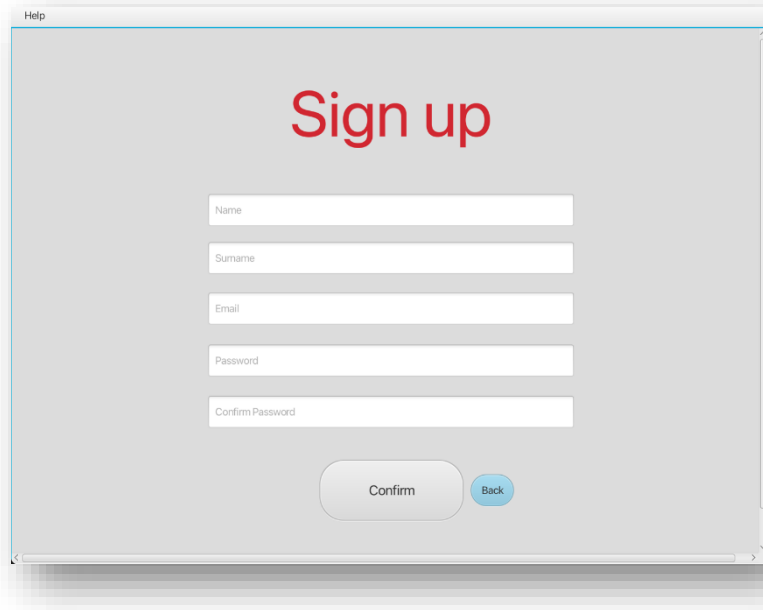 Help
Sign up
Name
Surname
Email
Password
Confirm Password
Confirm
Back